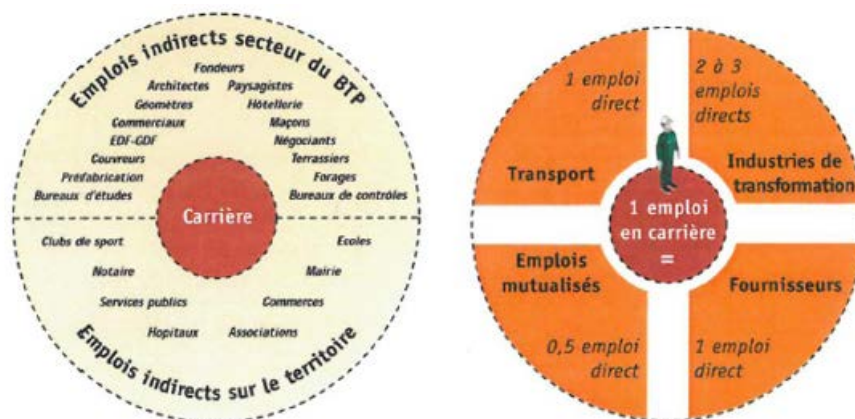 Emplois indirects secteur du BTP
Fondeurs
Architectes Paysagistes
Géomètres Hôtellerie
Commerciaux Maçons
EDF-GDF Négociants
Couvreurs Terrassiers
Préfabrication Forages
Bureaux d'études Bureaux de contrôles
Carrière
Clubs de sport Ecoles
Notaire Mairie
Services publics Commerces
Hopitaux Associations
Emplois indirects sur le territoire
1 emploi
direct
Transport
2 à 3
emplois
directs
Industries de
transformation
1 emploi
en carrière
=
Emplois
mutualisés
0,5 emploi
direct
Fournisseurs
1 emploi
direct